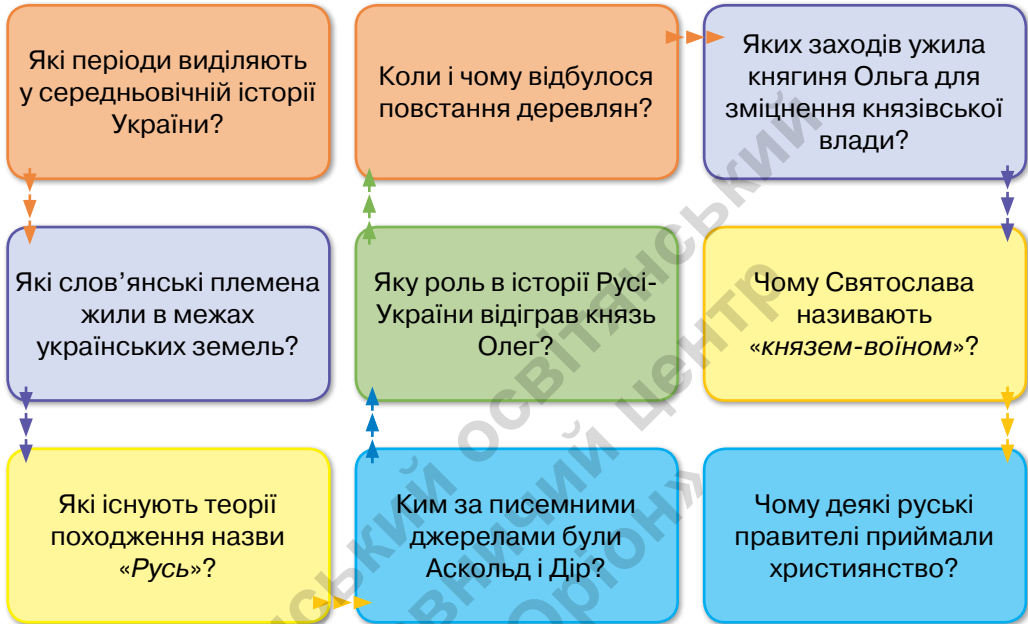 Які періоди виділяють
у середньовічній історії
України?
Які слов’янські племена
жили в межах
українських земель?
Які існують теорії
походження назви
«Русь»?
Ким за писемними
джерелами були
Аскольд і Дір?
Яку роль в історії Русі-
України відіграв князь
Олег?
Коли і чому відбулося
повстання деревлян?
Яких заходів ужила
княгиня Ольга для
зміцнення князівської
влади?
Чому Святослава
називають
«князем-воїном»?
Чому деякі руські
правителі приймали
християнство?